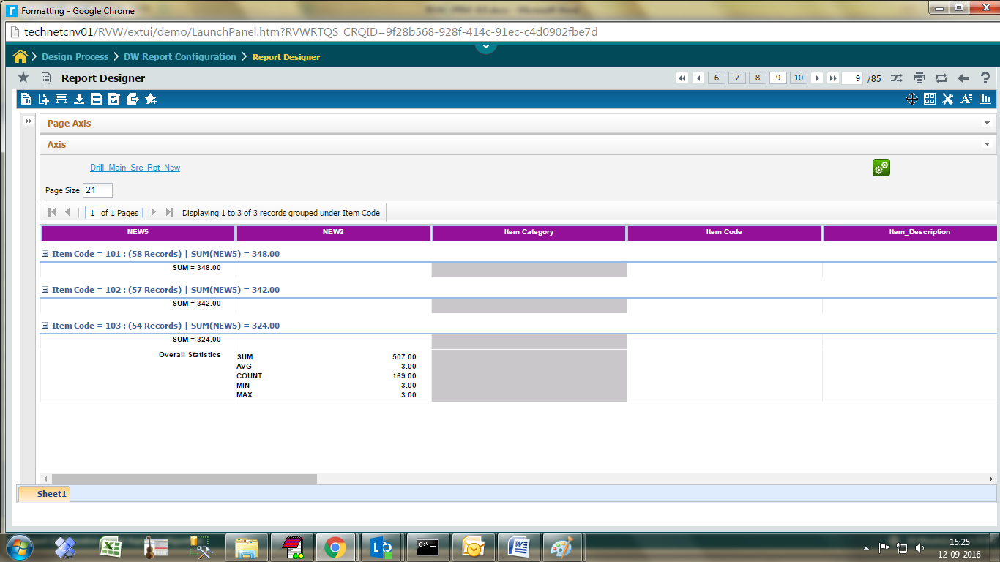 Formatting - Google Chrome
technetcnv01/RVW/extui/demo/LaunchPanel.htm?RVWRTQS_CRQID=9f28b568-928f-414c-91ec-c4d0902fbe7d
Design Process > DW Report Configuration > Report Designer
Report Designer 6 7 8 9 10 9 /85
Page Axis
Axis
Drill_Main_Src_Rpt_New
Page Size 21
1 of 1 Pages Displaying 1 to 3 of 3 records grouped under Item Code
NEW5 NEW2 Item Category Item Code Item_Description
Item Code = 101 : (58 Records) | SUM(NEW5) = 348.00
SUM = 348.00
Item Code = 102 : (57 Records) | SUM(NEW5) = 342.00
SUM = 342.00
Item Code = 103 : (54 Records) | SUM(NEW5) = 324.00
SUM = 324.00
Overall Statistics SUM 507.00
AVG 3.00
COUNT 169.00
MIN 3.00
MAX 3.00
Sheet1
15:25
12-09-2016